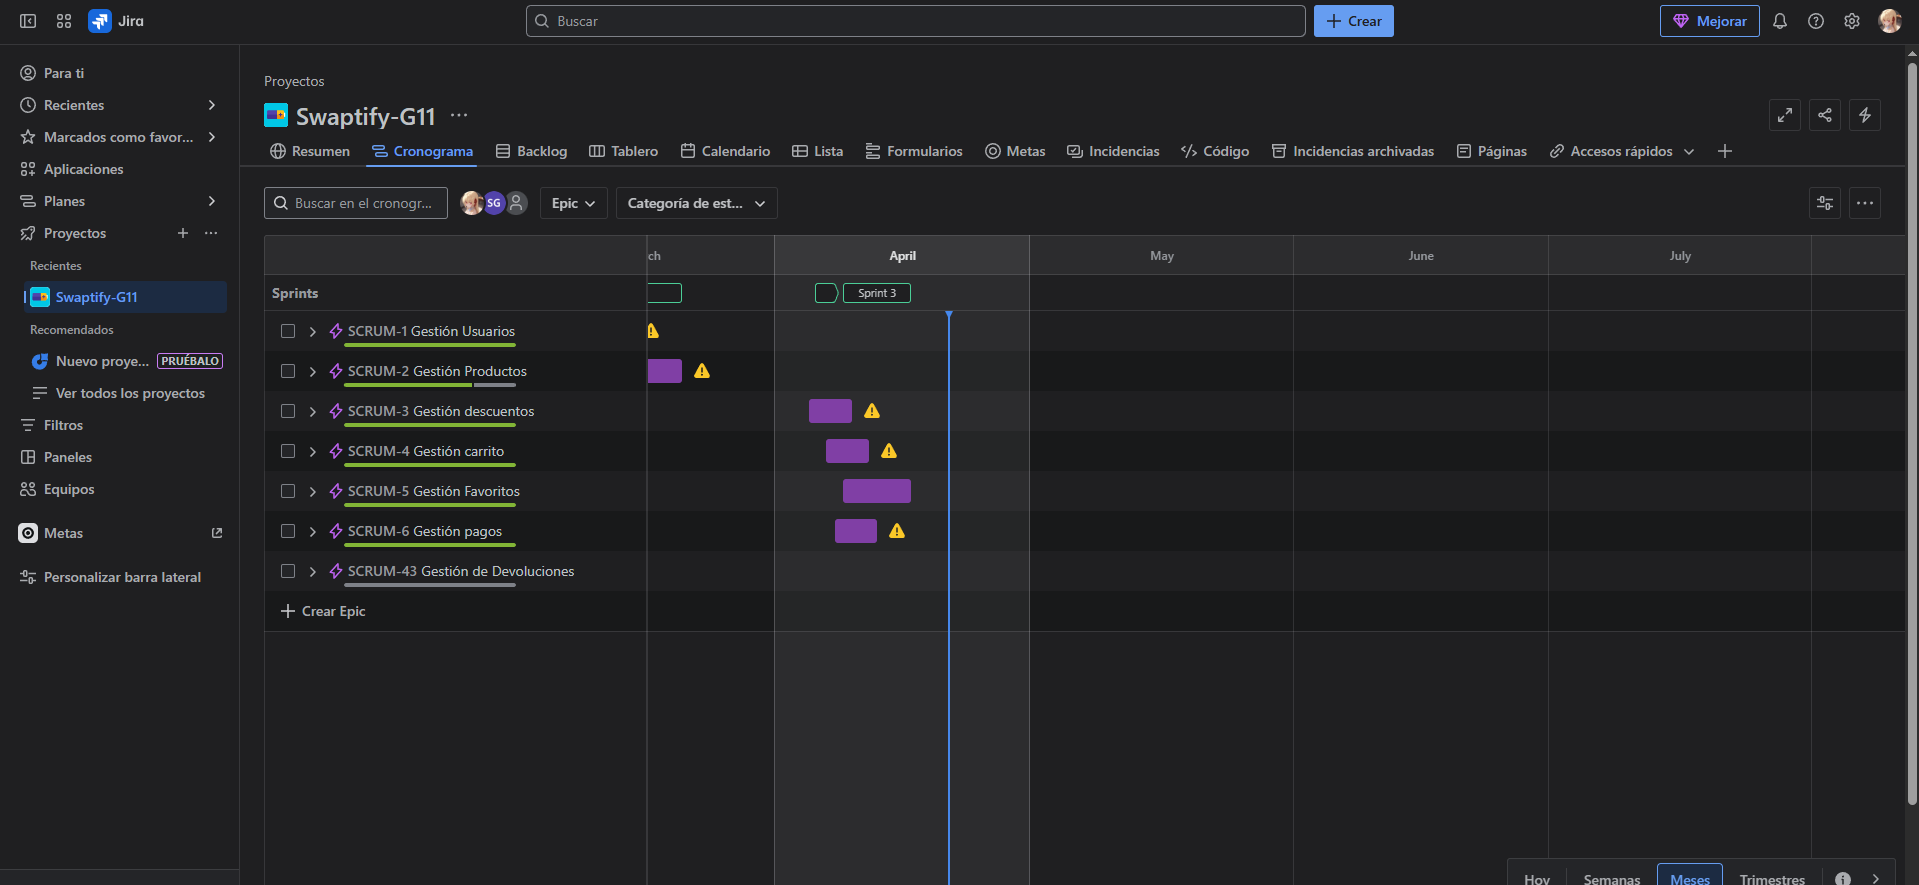 Jira
Buscar
Crear
Mejorar
Para ti
Recientes
Marcados como favor...
Aplicaciones
Planes
Proyectos
Recientes
Swaptify-G11
Recomendados
Nuevo proye... PRUÉBALO
Ver todos los proyectos
Filtros
Paneles
Equipos
Metas
Personalizar barra lateral
Proyectos
Swaptify-G11
Resumen Cronograma Backlog Tablero Calendario Lista Formularios Metas Incidencias Código Incidencias archivadas Páginas Accesos rápidos
Buscar en el cronogr... SG Epic Categoría de est...
ch April May June July
Sprints Sprint 3
SCRUM-1 Gestión Usuarios
SCRUM-2 Gestión Productos
SCRUM-3 Gestión descuentos
SCRUM-4 Gestión carrito
SCRUM-5 Gestión Favoritos
SCRUM-6 Gestión pagos
SCRUM-43 Gestión de Devoluciones
Crear Epic
Hoy Semanas Meses Trimestres